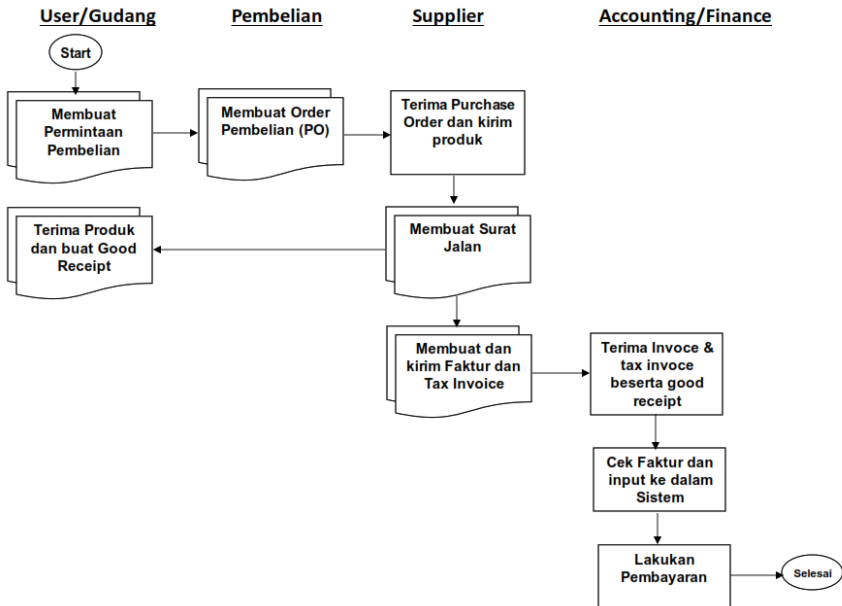 User/Gudang
Pembelian
Supplier
Accounting/Finance
Start
Membuat
Permintaan
Pembelian
Membuat Order
Pembelian (PO)
Terima Purchase
Order dan kirim
produk
Terima Produk
dan buat Good
Receipt
Membuat Surat
Jalan
Membuat dan
kirim Faktur dan
Tax Invoice
Terima Invoce &
tax invoce
beserta good
receipt
Cek Faktur dan
input ke dalam
Sistem
Lakukan
Pembayaran
Selesai